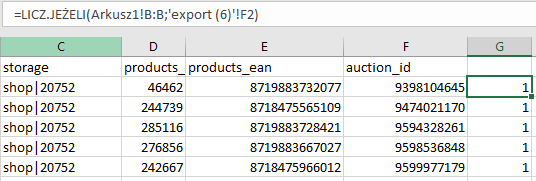 =LICZ.JEŻELI(Arkusz1!B:B;'export (6)'!F2)
C D E F G
storage products_ products_ean auction_id
shop|20752 46462 8719883732077 9398104645 1
shop|20752 244739 8718475565109 9474021170 1
shop|20752 285116 8719883728421 9594328261 1
shop|20752 276856 8719883667027 9598536848 1
shop|20752 242667 8718475966012 9599977179 1